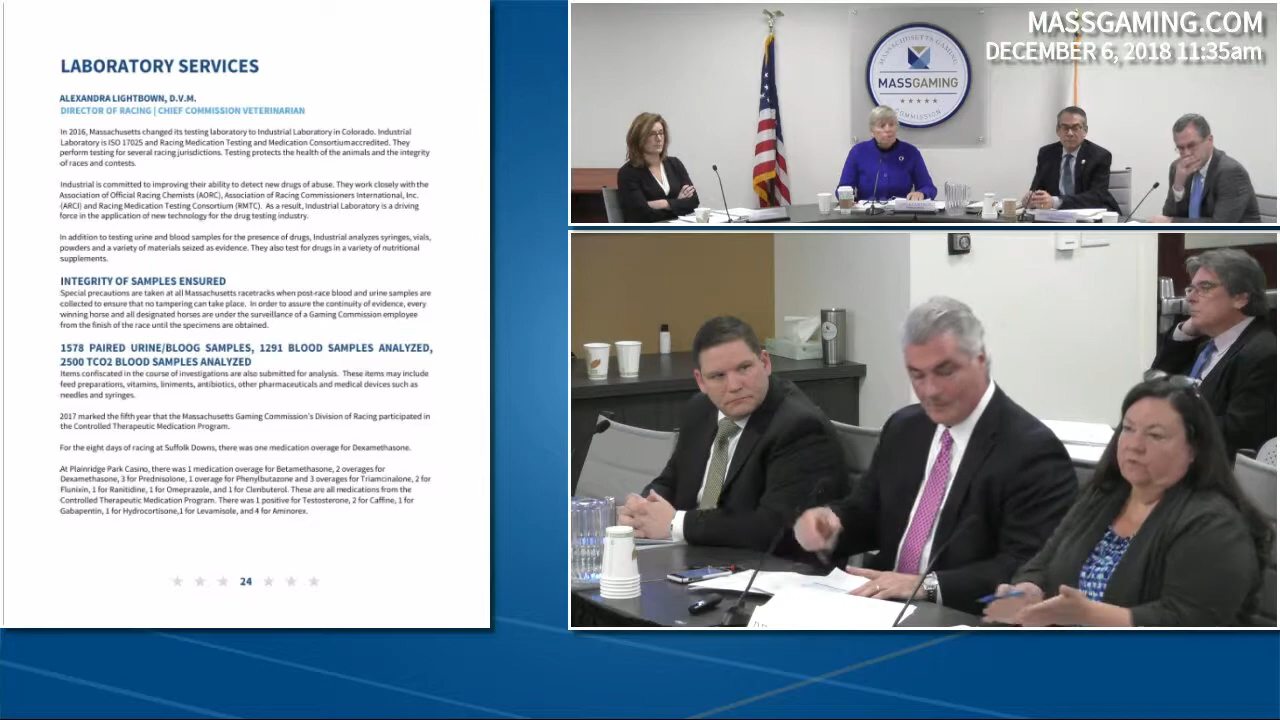 LABORATORY SERVICES
ALEXANDRA LIGHTBOWN, D.V.M.
DIRECTOR OF RACING | CHIEF COMMISSION VETERINARIAN
In 2016, Massachusetts changed its testing laboratory to Industrial Laboratory in Colorado. Industrial
Laboratory is ISO 17025 and Racing Medication Testing and Medication Consortium accredited. They
perform testing for several racing jurisdictions. Testing protects the health of the animals and the integrity
of races and contests.
Industrial is committed to improving their ability to detect new drugs of abuse. They work closely with the
Association of Official Racing Chemists (AORC), Association of Racing Commissioners International, Inc.
(ARCI) and Racing Medication Testing Consortium (RMTC). As a result, Industrial Laboratory is a driving
force in the application of new technology for the drug testing industry.
In addition to testing urine and blood samples for the presence of drugs, Industrial analyzes syringes, vials,
powders and a variety of materials seized as evidence. They also test for drugs in a variety of nutritional
supplements.
INTEGRITY OF SAMPLES ENSURED
Special precautions are taken at all Massachusetts racetracks when post-race blood and urine samples are
collected to ensure that no tampering can take place. In order to assure the continuity of evidence, every
winning horse and all designated horses are under the surveillance of a Gaming Commission employee
from the finish of the race until the specimens are obtained.
1578 PAIRED URINE/BLOOG SAMPLES, 1291 BLOOD SAMPLES ANALYZED,
2500 TCO2 BLOOD SAMPLES ANALYZED
Items confiscated in the course of investigations are also submitted for analysis. These items may include
feed preparations, vitamins, liniments, antibiotics, other pharmaceuticals and medical devices such as
needles and syringes.
2017 marked the fifth year that the Massachusetts Gaming Commission's Division of Racing participated in
the Controlled Therapeutic Medication Program.
For the eight days of racing at Suffolk Downs, there was one medication overage for Dexamethasone.
At Plainridge Park Casino, there was 1 medication overage for Betamethasone, 2 overages for
Dexamethasone, 3 for Prednisolone, 1 overage for Phenylbutazone and 3 overages for Triamcinalone, 2 for
Flunixin, 1 for Ranitidine, 1 for Omeprazole, and 1 for Clenbuterol. These are all medications from the
Controlled Therapeutic Medication Program. There was 1 positive for Testosterone, 2 for Caffine, 1 for
Gabapentin, 1 for Hydrocortisone,1 for Levamisole, and 4 for Aminorex.
24
MASSGAMING.COM
DECEMBER 6, 2018 11:35am
MASSACHUSETTS GAMING
MASSGAMING
COMMISSION